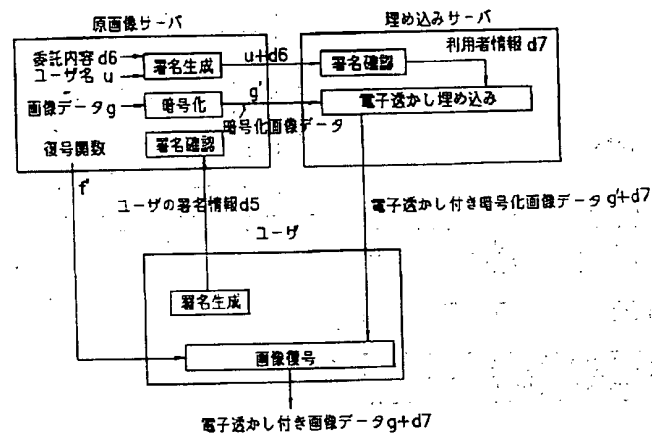 原画像サーバ
埋め込みサーバ
委託内容 d6
ユーザ名 u
署名生成
u+d6
署名確認
利用者情報 d7
画像データ g
暗号化
g'
暗号化画像データ
電子透かし埋め込み
復号関数
署名確認
f'
ユーザの署名情報d5
電子透かし付き暗号化画像データ g'+d7
ユーザ
署名生成
画像復号
電子透かし付き画像データ g+d7